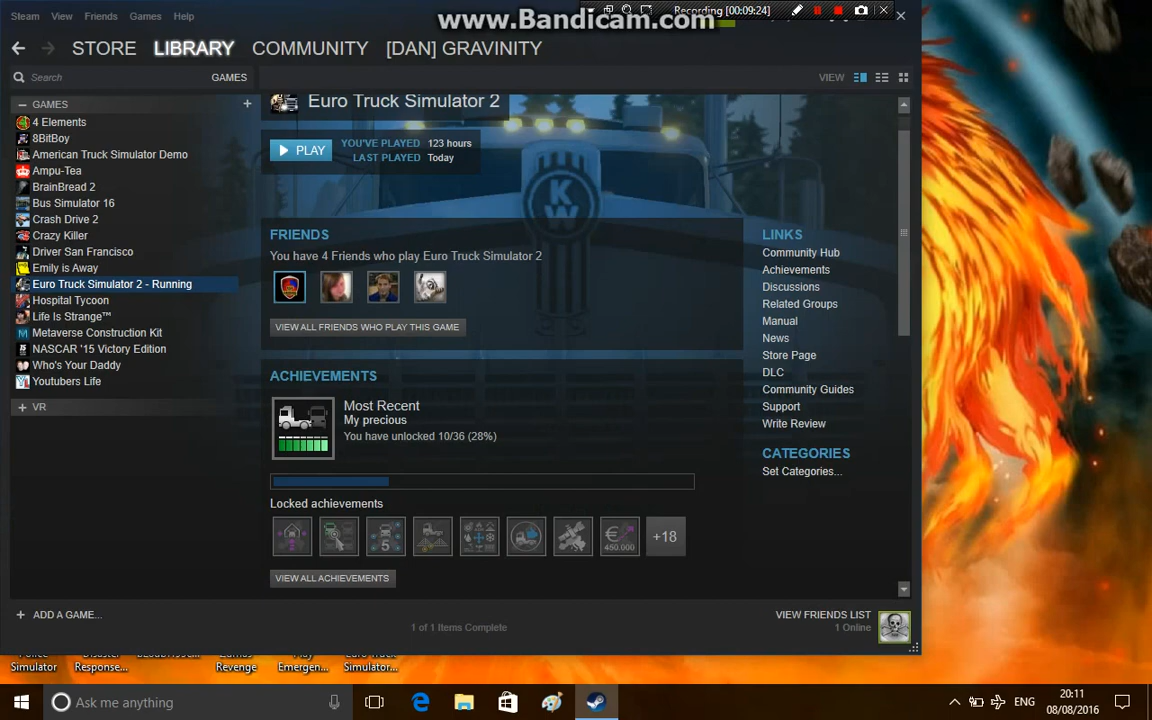 Steam View Friends Games Help
www.Bandicam.com
Recording [00:09:24]
STORE LIBRARY COMMUNITY [DAN] GRAVINITY
Search GAMES VIEW
GAMES +
4 Elements
8BitBoy
American Truck Simulator Demo
Ampu-Tea
BrainBread 2
Bus Simulator 16
Crash Drive 2
Crazy Killer
Driver San Francisco
Emily is Away
Euro Truck Simulator 2 - Running
Hospital Tycoon
Life Is Strange™
Metaverse Construction Kit
NASCAR '15 Victory Edition
Who's Your Daddy
Youtubers Life
+ VR
Euro Truck Simulator 2
PLAY
YOU'VE PLAYED 123 hours
LAST PLAYED Today
KW
FRIENDS
You have 4 Friends who play Euro Truck Simulator 2
VIEW ALL FRIENDS WHO PLAY THIS GAME
ACHIEVEMENTS
Most Recent
My precious
You have unlocked 10/36 (28%)
Locked achievements
5
€
450.000
+18
VIEW ALL ACHIEVEMENTS
LINKS
Community Hub
Achievements
Discussions
Related Groups
Manual
News
Store Page
DLC
Community Guides
Support
Write Review
CATEGORIES
Set Categories...
+ ADD A GAME...
1 of 1 Items Complete
VIEW FRIENDS LIST
1 Online
Simulator
Response...
Revenge
Emergen...
Simulator...
Ask me anything
ENG
20:11
08/08/2016